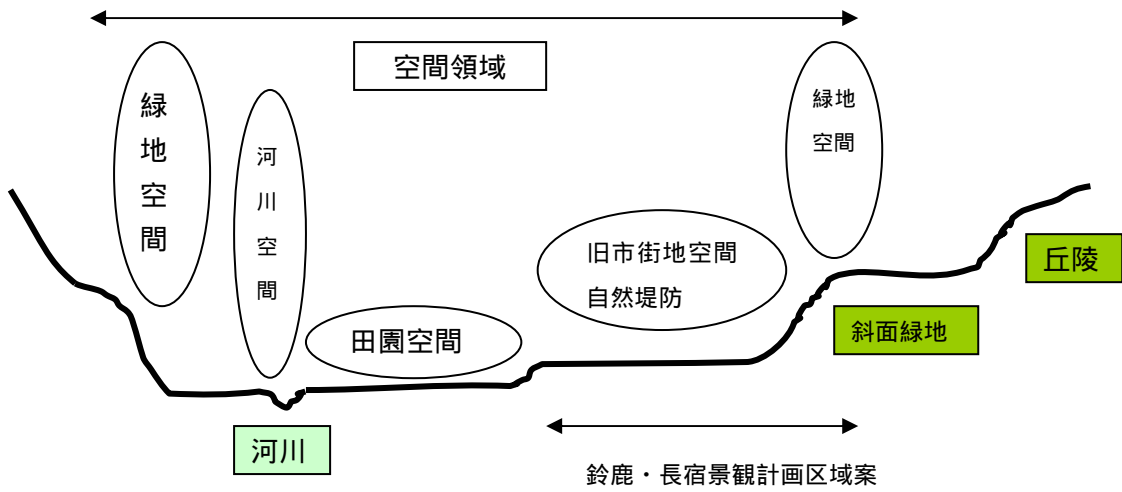 空間領域
緑地空間
河川空間
緑地
空間
旧市街地空間
自然堤防
田園空間
丘陵
斜面緑地
河川
鈴鹿・長宿景観計画区域案